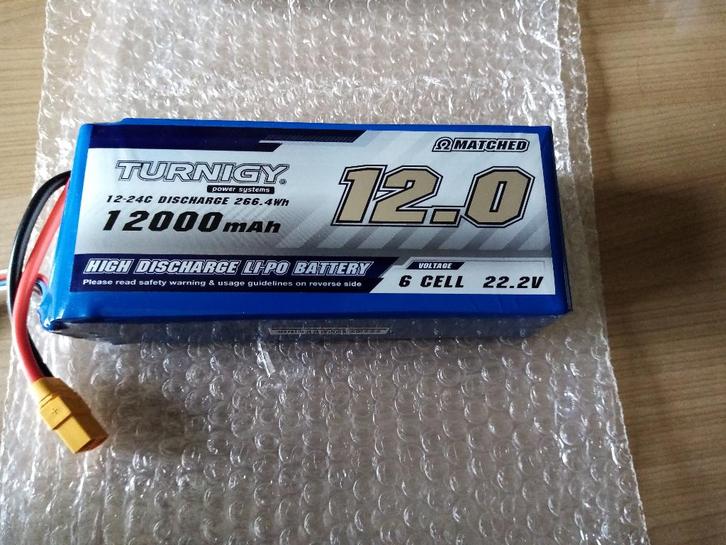 Ω MATCHED
TURNIGY®
power systems
12.0
12-24C DISCHARGE 266.4Wh
12000mAh
HIGH DISCHARGE LI-PO BATTERY
Please read safety warning & usage guidelines on reverse side
VOLTAGE
6 CELL 22.2V